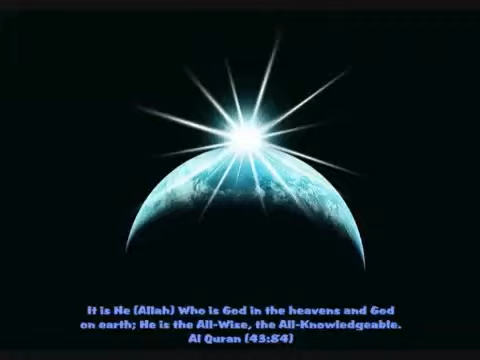 It is He (Allah) Who is God in the heavens and God
on earth; He is the All-Wise, the All-Knowledgeable.
Al Quran (43:84)